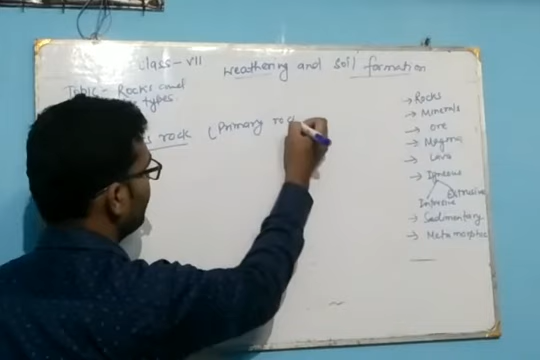 Class - VII
Weathering and soil formation
Topic - Rocks and
types.
rock (Primary roc
→ Rocks
→ Minerals
→ Ore
→ Magma
→ Lava
→ Igneous
Extrusive
Intrusive
→ Sedimentary
→ Metamorphic